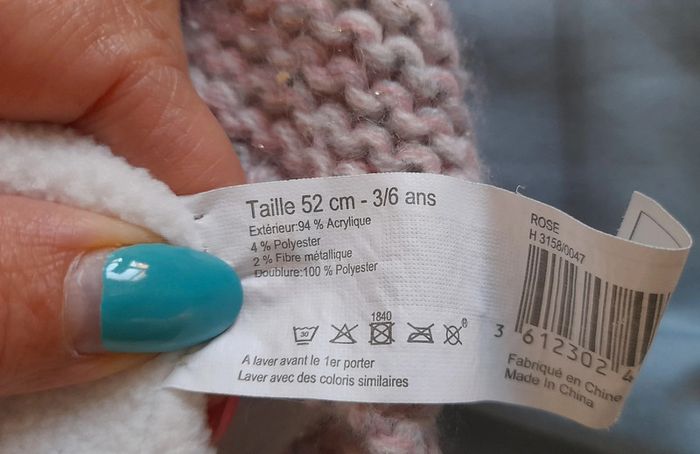 Taille 52 cm - 3/6 ans
Extérieur:94 % Acrylique
4 % Polyester
2 % Fibre métallique
Doublure:100 % Polyester
1840
30
A laver avant le 1er porter
Laver avec des coloris similaires
ROSE
H 3158/0047
3 612302 4
Fabriqué en Chine
Made In China